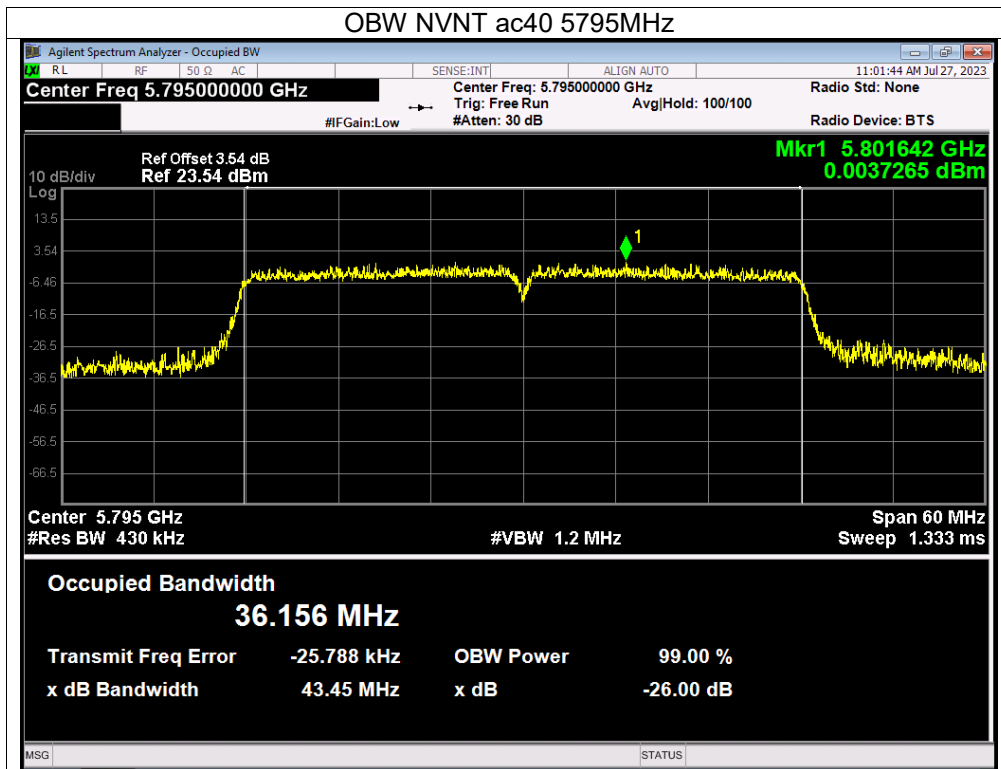 OBW NVNT ac40 5795MHz
Agilent Spectrum Analyzer - Occupied BW
LXI RL RF 50 Ω AC SENSE:INT ALIGN AUTO 11:01:44 AM Jul 27, 2023
Center Freq 5.795000000 GHz Center Freq: 5.795000000 GHz Radio Std: None
Trig: Free Run Avg|Hold: 100/100
#IFGain:Low #Atten: 30 dB Radio Device: BTS
Mkr1 5.801642 GHz
0.0037265 dBm
Ref Offset 3.54 dB
10 dB/div Ref 23.54 dBm
Log
13.5
1
3.54
-6.46
-16.5
-26.5
-36.5
-46.5
-56.5
-66.5
Center 5.795 GHz Span 60 MHz
#Res BW 430 kHz #VBW 1.2 MHz Sweep 1.333 ms
Occupied Bandwidth
36.156 MHz
Transmit Freq Error -25.788 kHz OBW Power 99.00 %
x dB Bandwidth 43.45 MHz x dB -26.00 dB
MSG STATUS